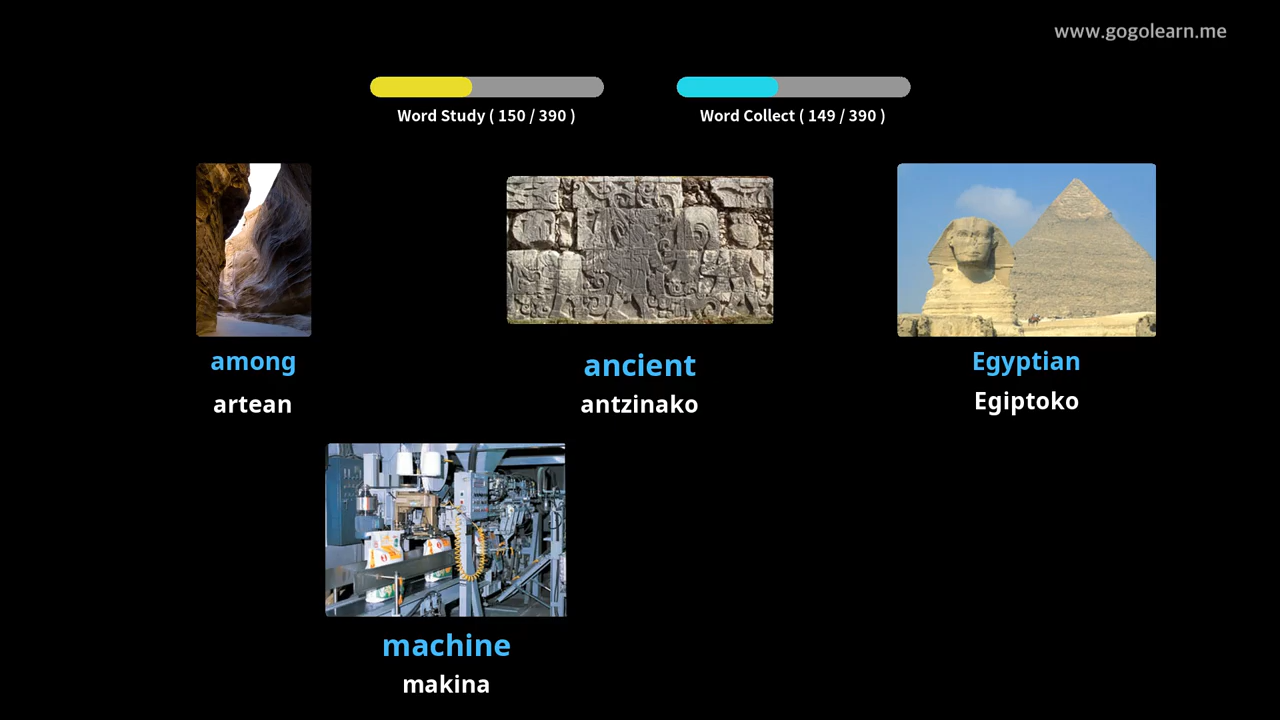 www.gogolearn.me
Word Study ( 150 / 390 )
Word Collect ( 149 / 390 )
among
artean
ancient
antzinako
Egyptian
Egiptoko
machine
makina